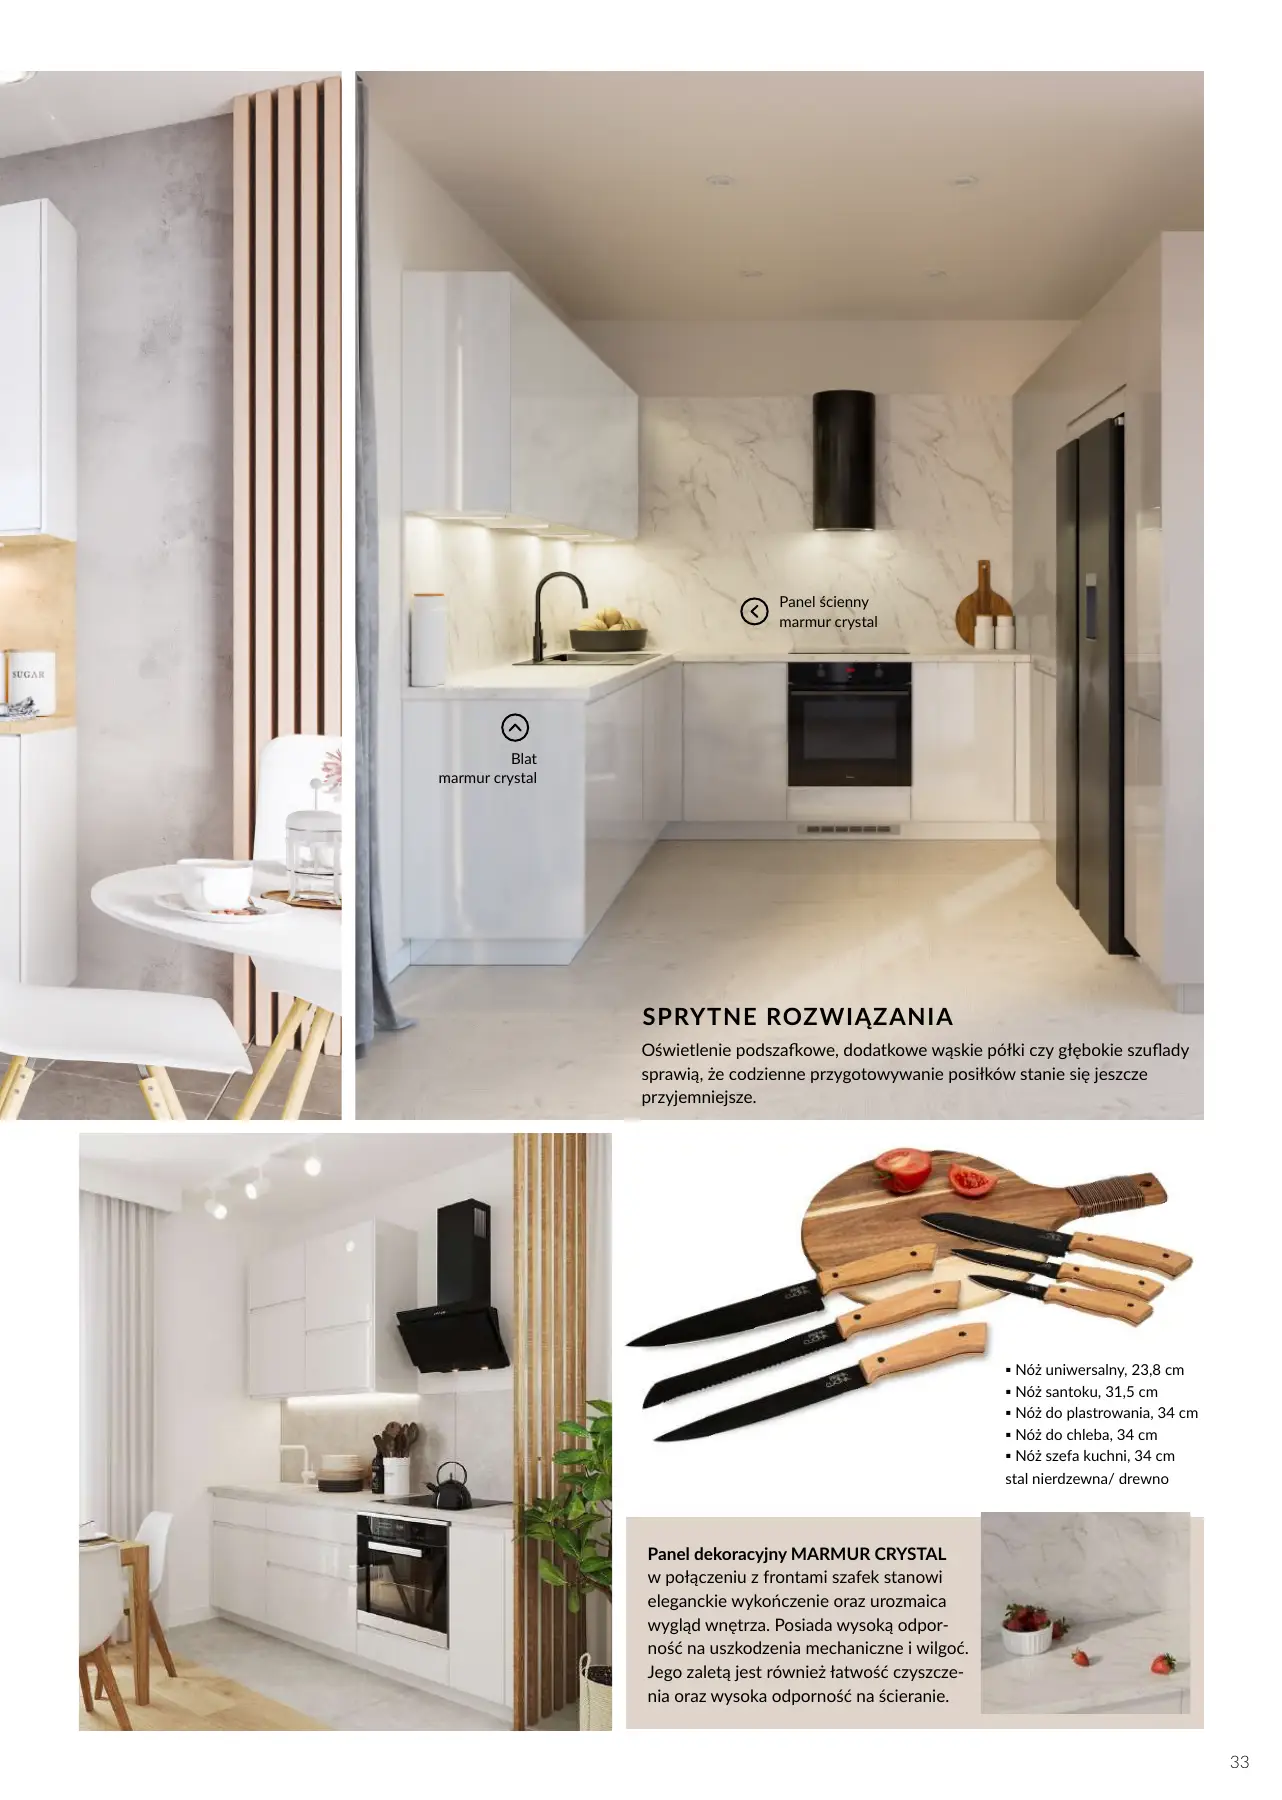 SUGAR
Panel ścienny
marmur crystal
Blat
marmur crystal
SPRYTNE ROZWIĄZANIA
Oświetlenie podszafkowe, dodatkowe wąskie półki czy głębokie szuflady
sprawią, że codzienne przygotowywanie posiłków stanie się jeszcze
przyjemniejsze.
▪ Nóż uniwersalny, 23,8 cm
▪ Nóż santoku, 31,5 cm
▪ Nóż do plastrowania, 34 cm
▪ Nóż do chleba, 34 cm
▪ Nóż szefa kuchni, 34 cm
stal nierdzewna/ drewno
Panel dekoracyjny MARMUR CRYSTAL
w połączeniu z frontami szafek stanowi
eleganckie wykończenie oraz urozmaica
wygląd wnętrza. Posiada wysoką odpor-
ność na uszkodzenia mechaniczne i wilgoć.
Jego zaletą jest również łatwość czyszcze-
nia oraz wysoka odporność na ścieranie.
33